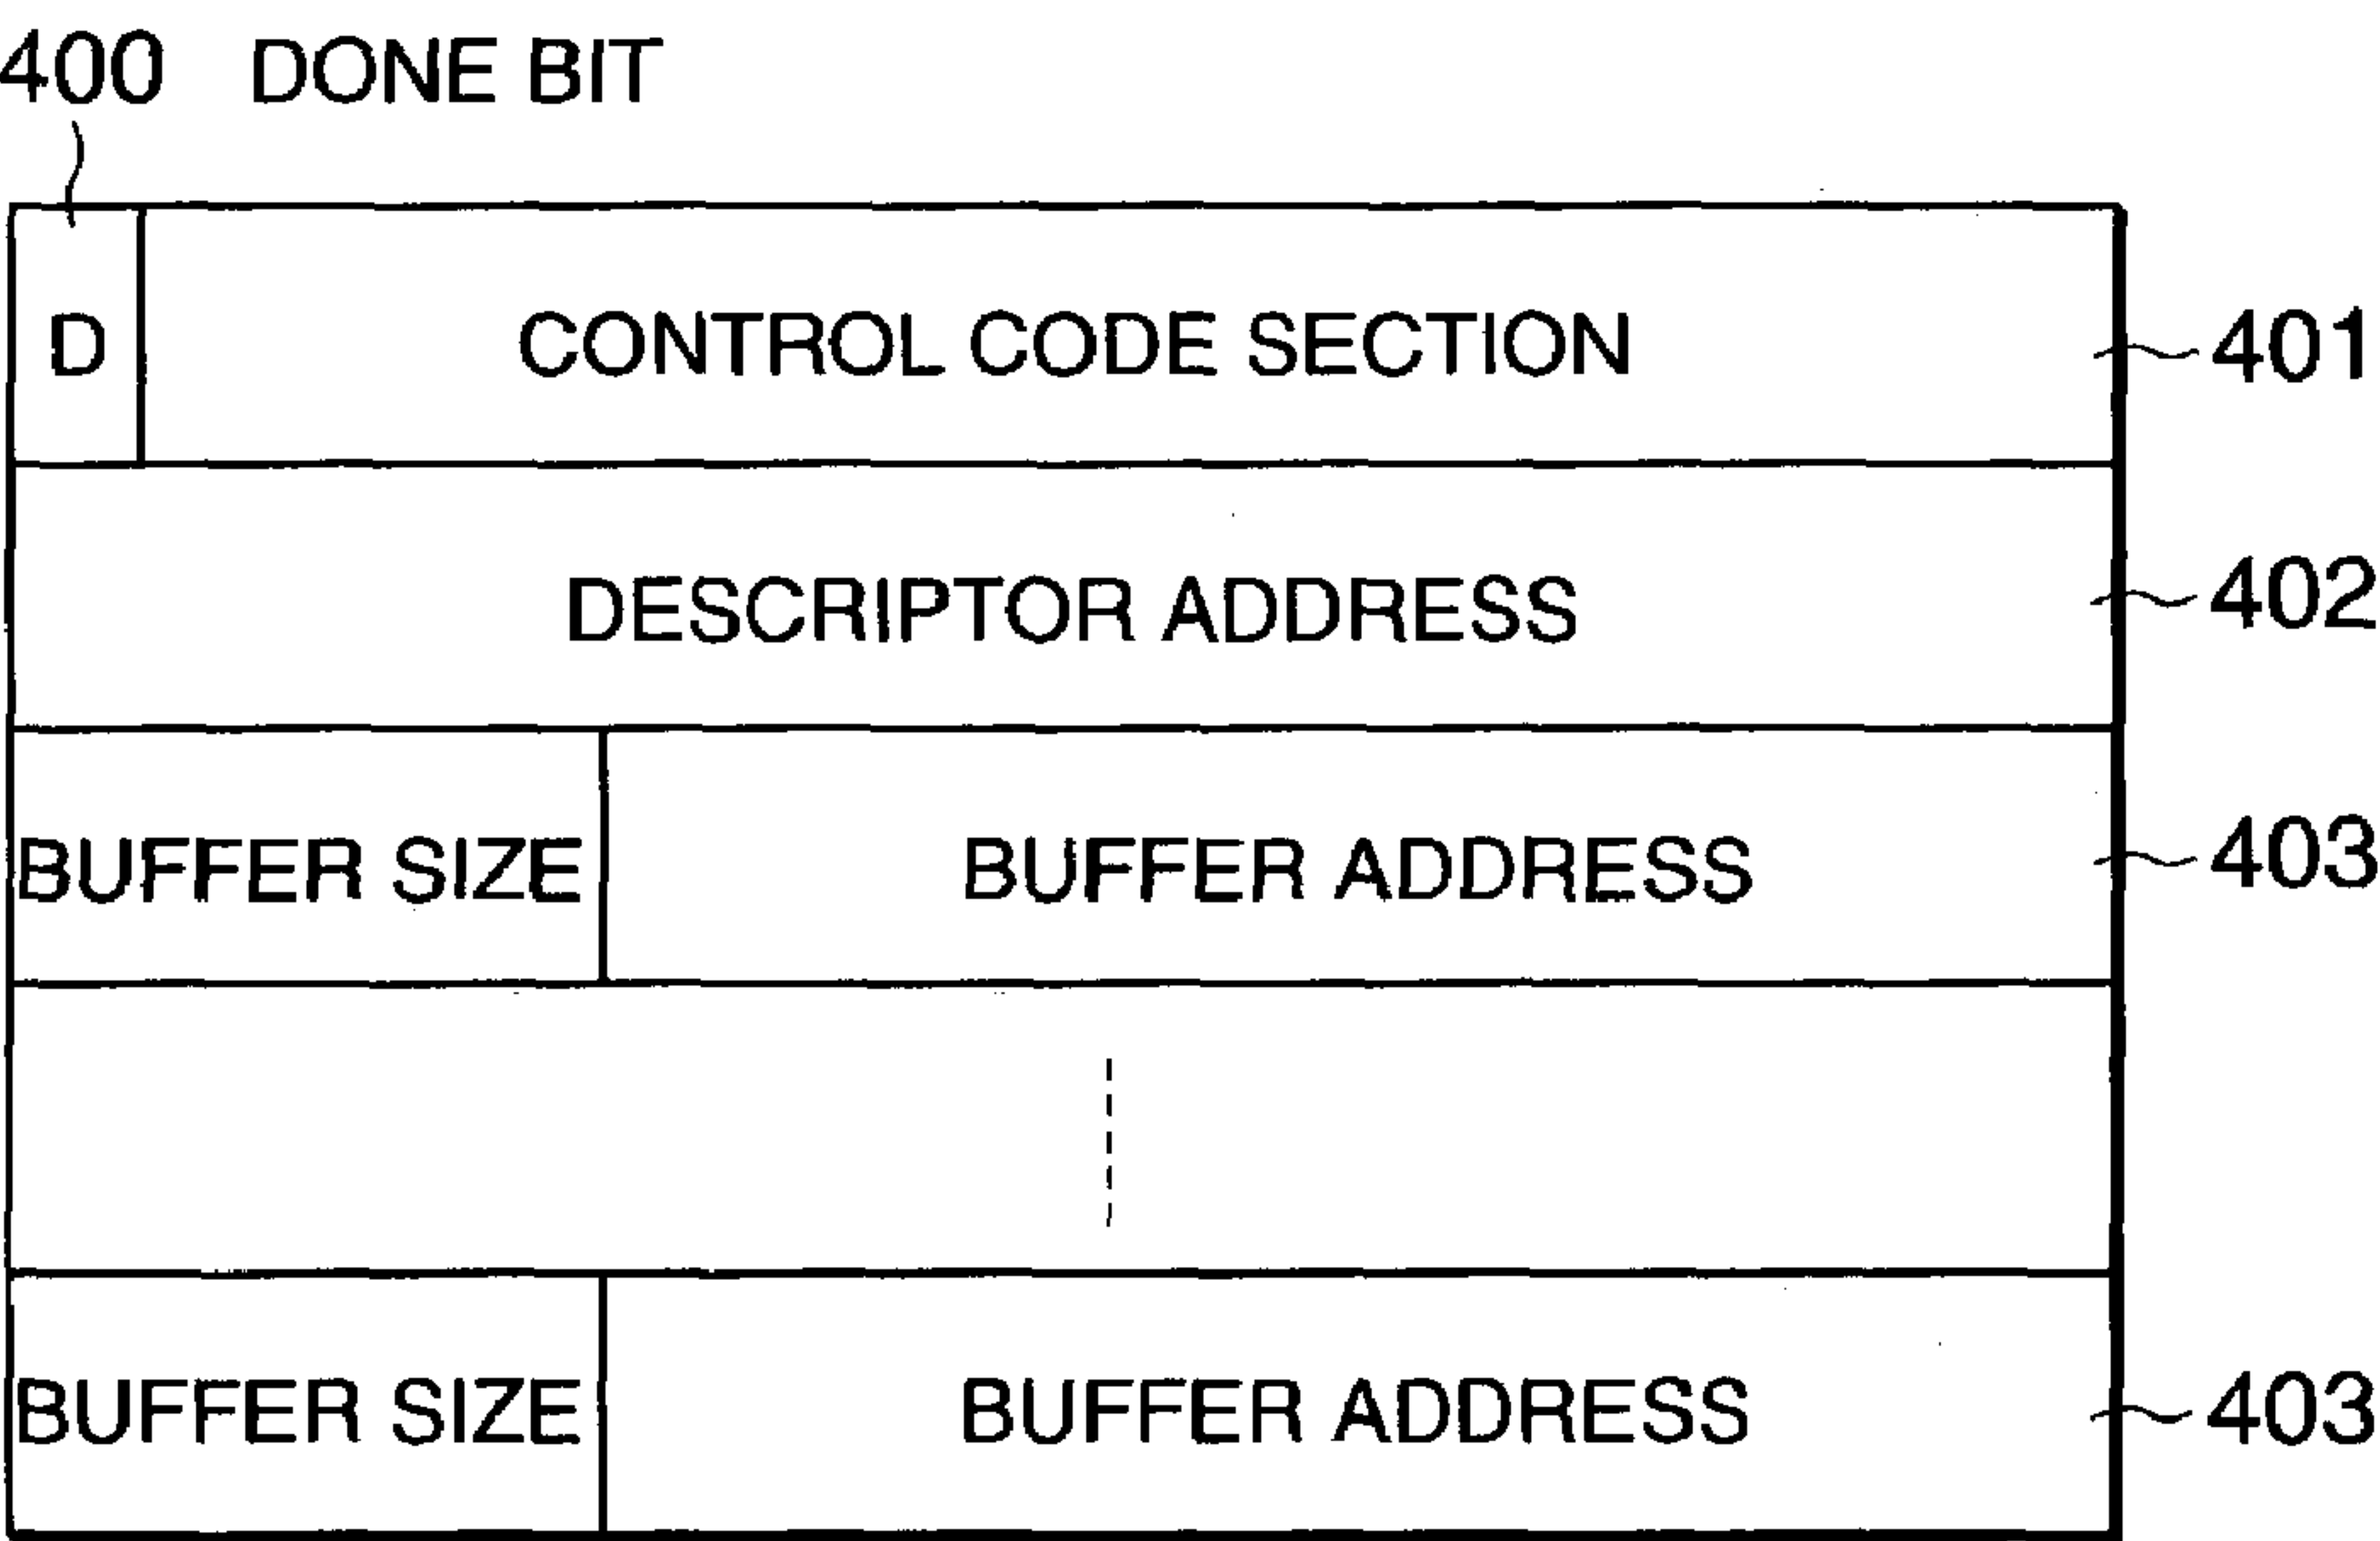 400 DONE BIT
D CONTROL CODE SECTION 401
DESCRIPTOR ADDRESS 402
BUFFER SIZE BUFFER ADDRESS 403
BUFFER SIZE BUFFER ADDRESS 403